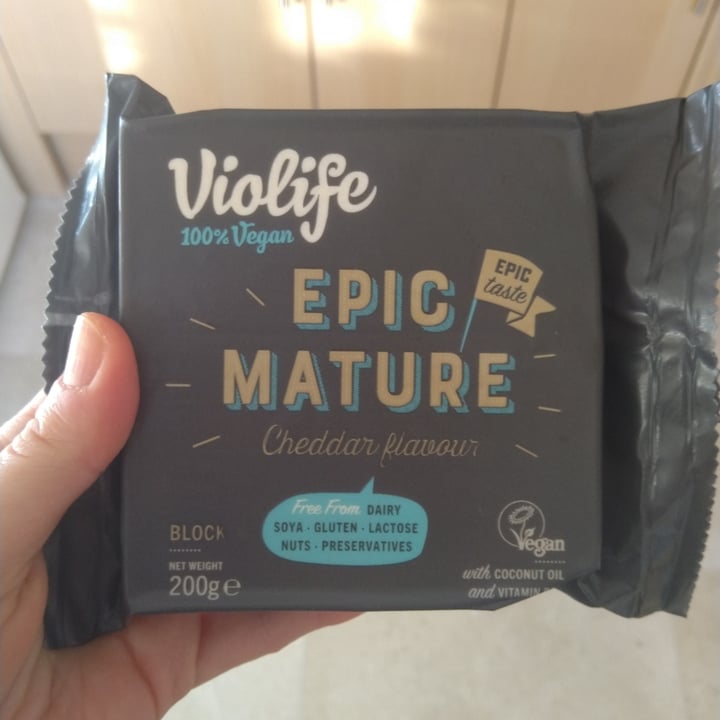 Violife
100% Vegan
EPIC
taste
EPIC
MATURE
Cheddar flavour
Free From DAIRY
SOYA · GLUTEN · LACTOSE
NUTS · PRESERVATIVES
BLOCK
NET WEIGHT
200g e
Vegan
with COCONUT OIL
and VITAMIN